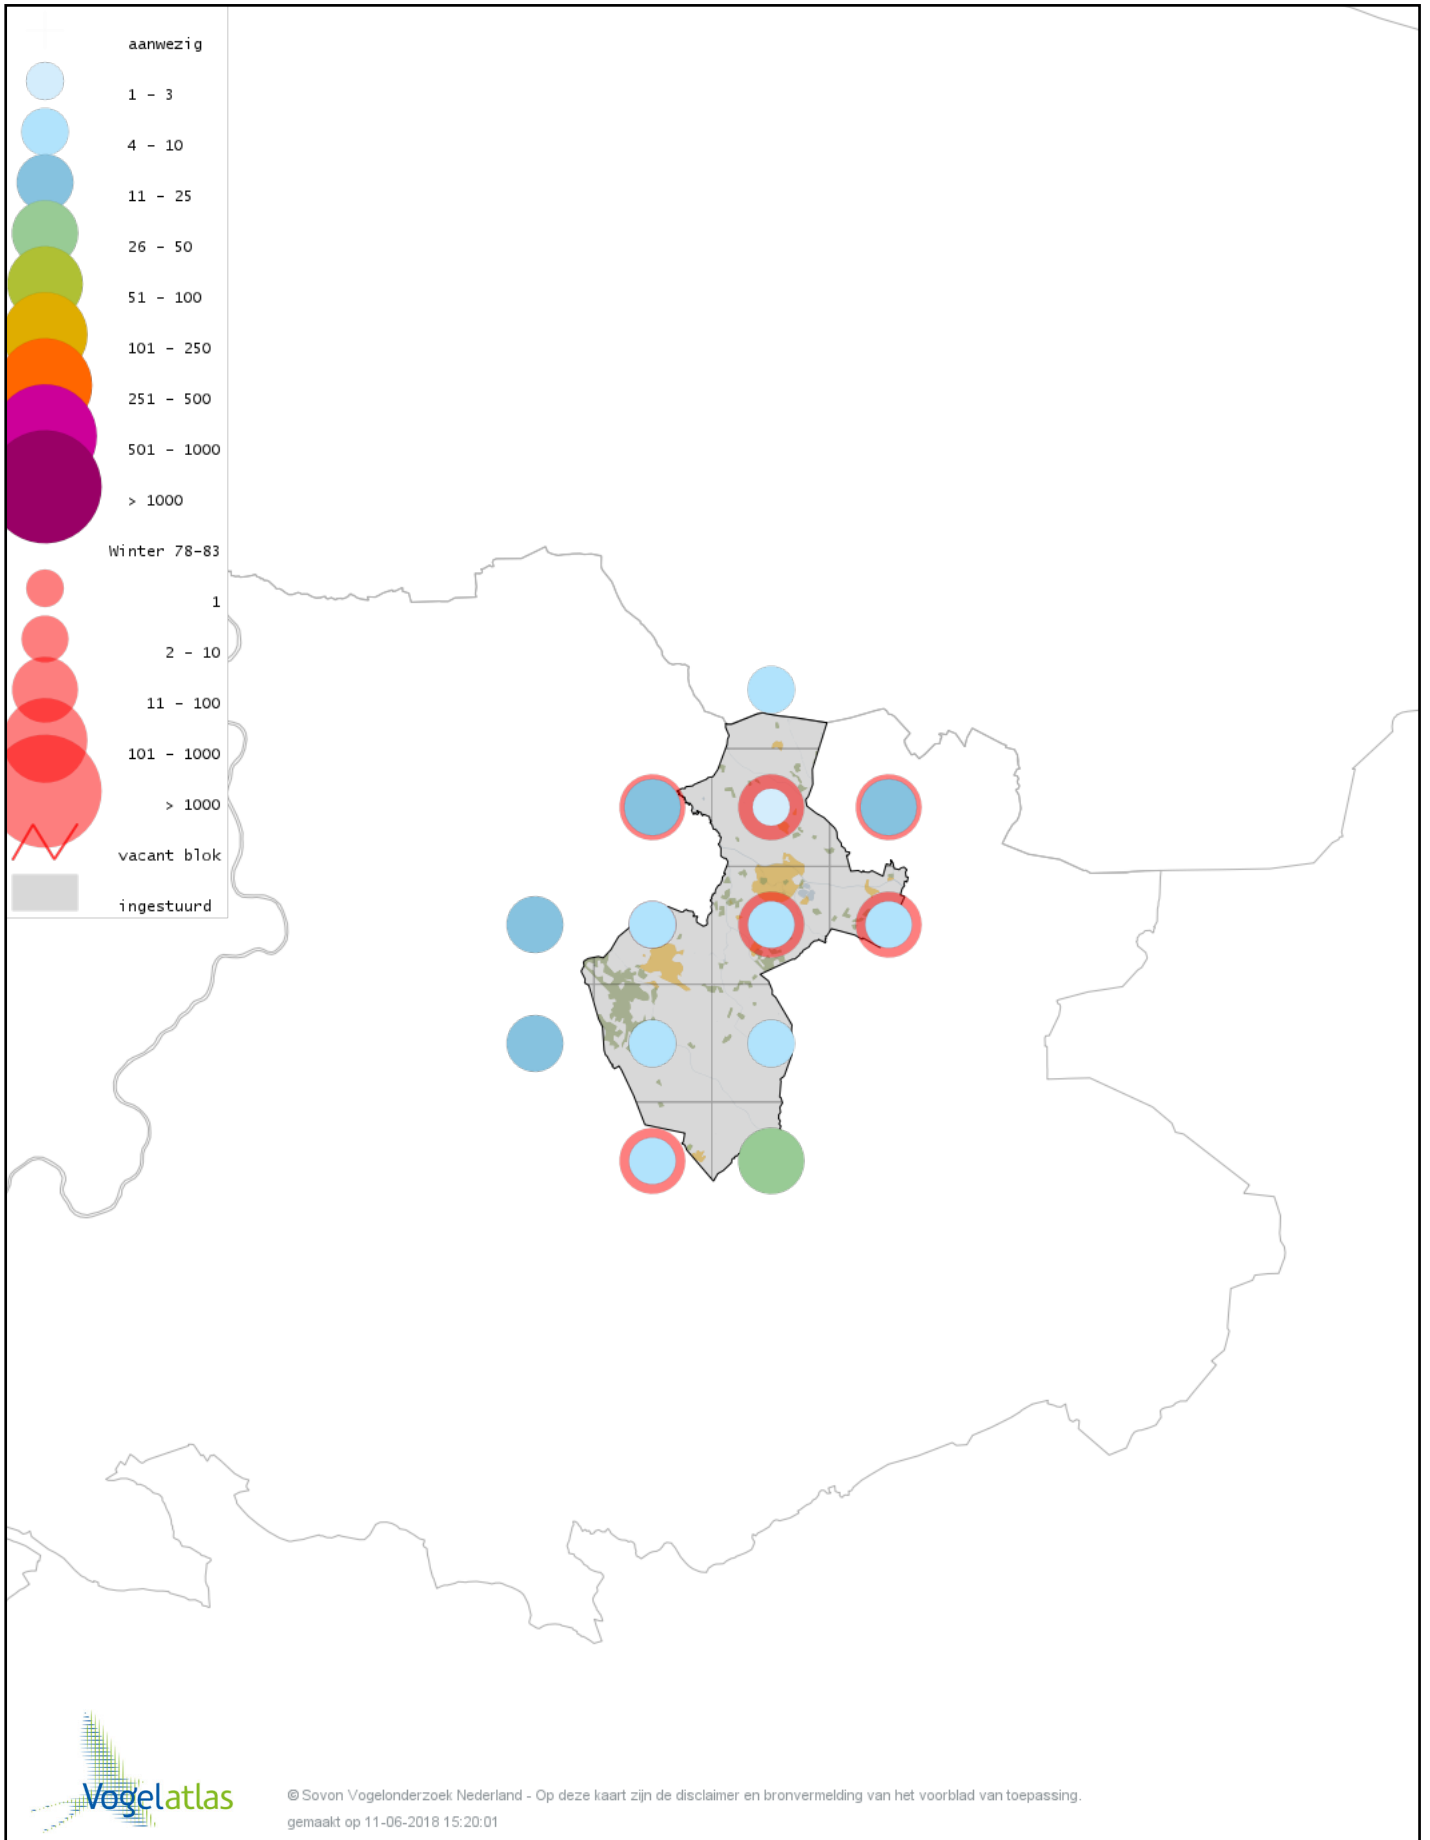 aanwezig
1 - 3
4 - 10
11 - 25
26 - 50
51 - 100
101 - 250
251 - 500
501 - 1000
> 1000
Winter 78-83
1
2 - 10
11 - 100
101 - 1000
> 1000
vacant blok
ingestuurd
Vogelatlas
© Sovon Vogelonderzoek Nederland - Op deze kaart zijn de disclaimer en bronvermelding van het voorblad van toepassing.
gemaakt op 11-06-2018 15:20:01